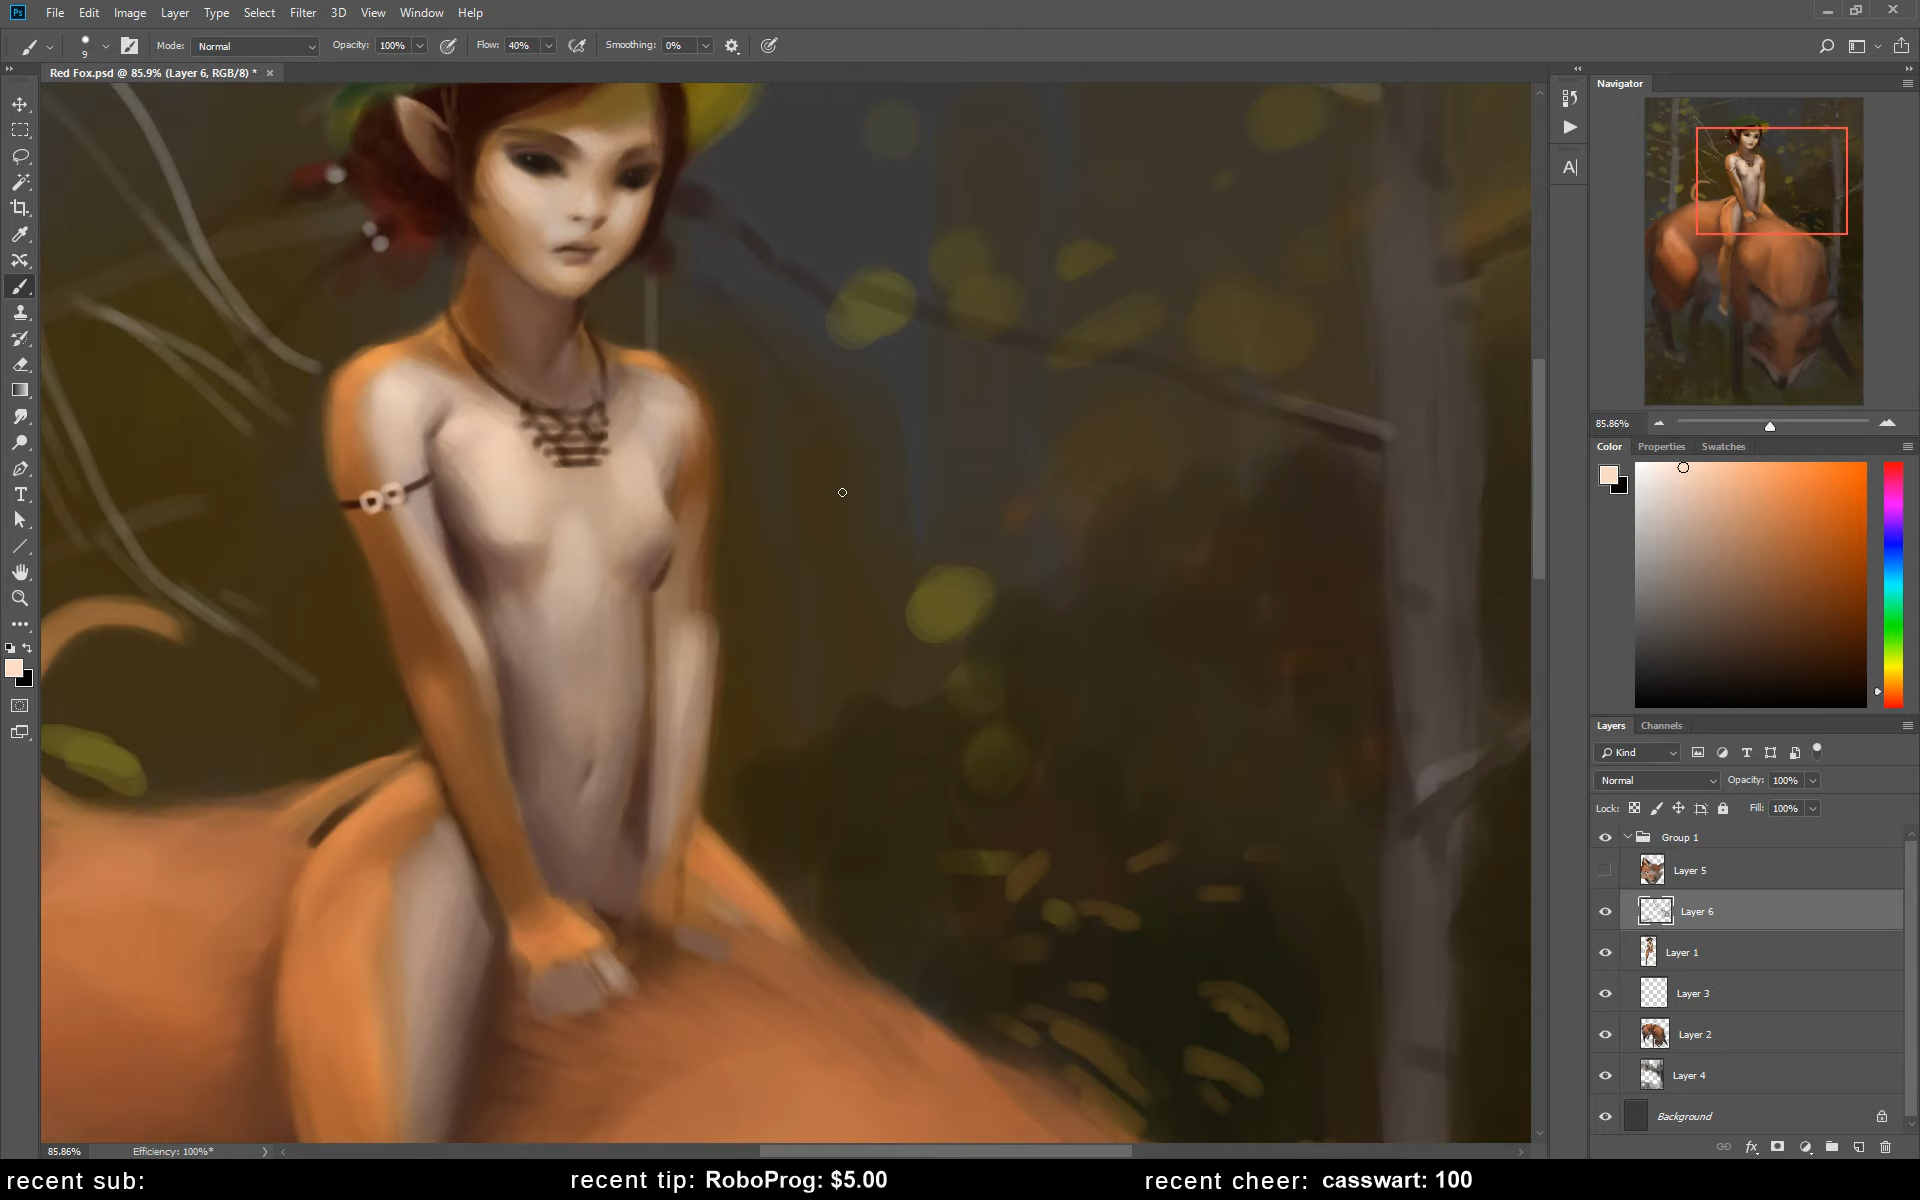 Ps File Edit Image Layer Type Select Filter 3D View Window Help
9 Mode: Normal Opacity: 100% Flow: 40% Smoothing: 0%
Red Fox.psd @ 85.9% (Layer 6, RGB/8) *
Navigator
85.86%
Color Properties Swatches
Layers Channels
Kind
Normal Opacity: 100%
Lock: Fill: 100%
Group 1
Layer 5
Layer 6
Layer 1
Layer 3
Layer 2
Layer 4
Background
85.86% Efficiency: 100%*
recent sub: recent tip: RoboProg: $5.00 recent cheer: casswart: 100